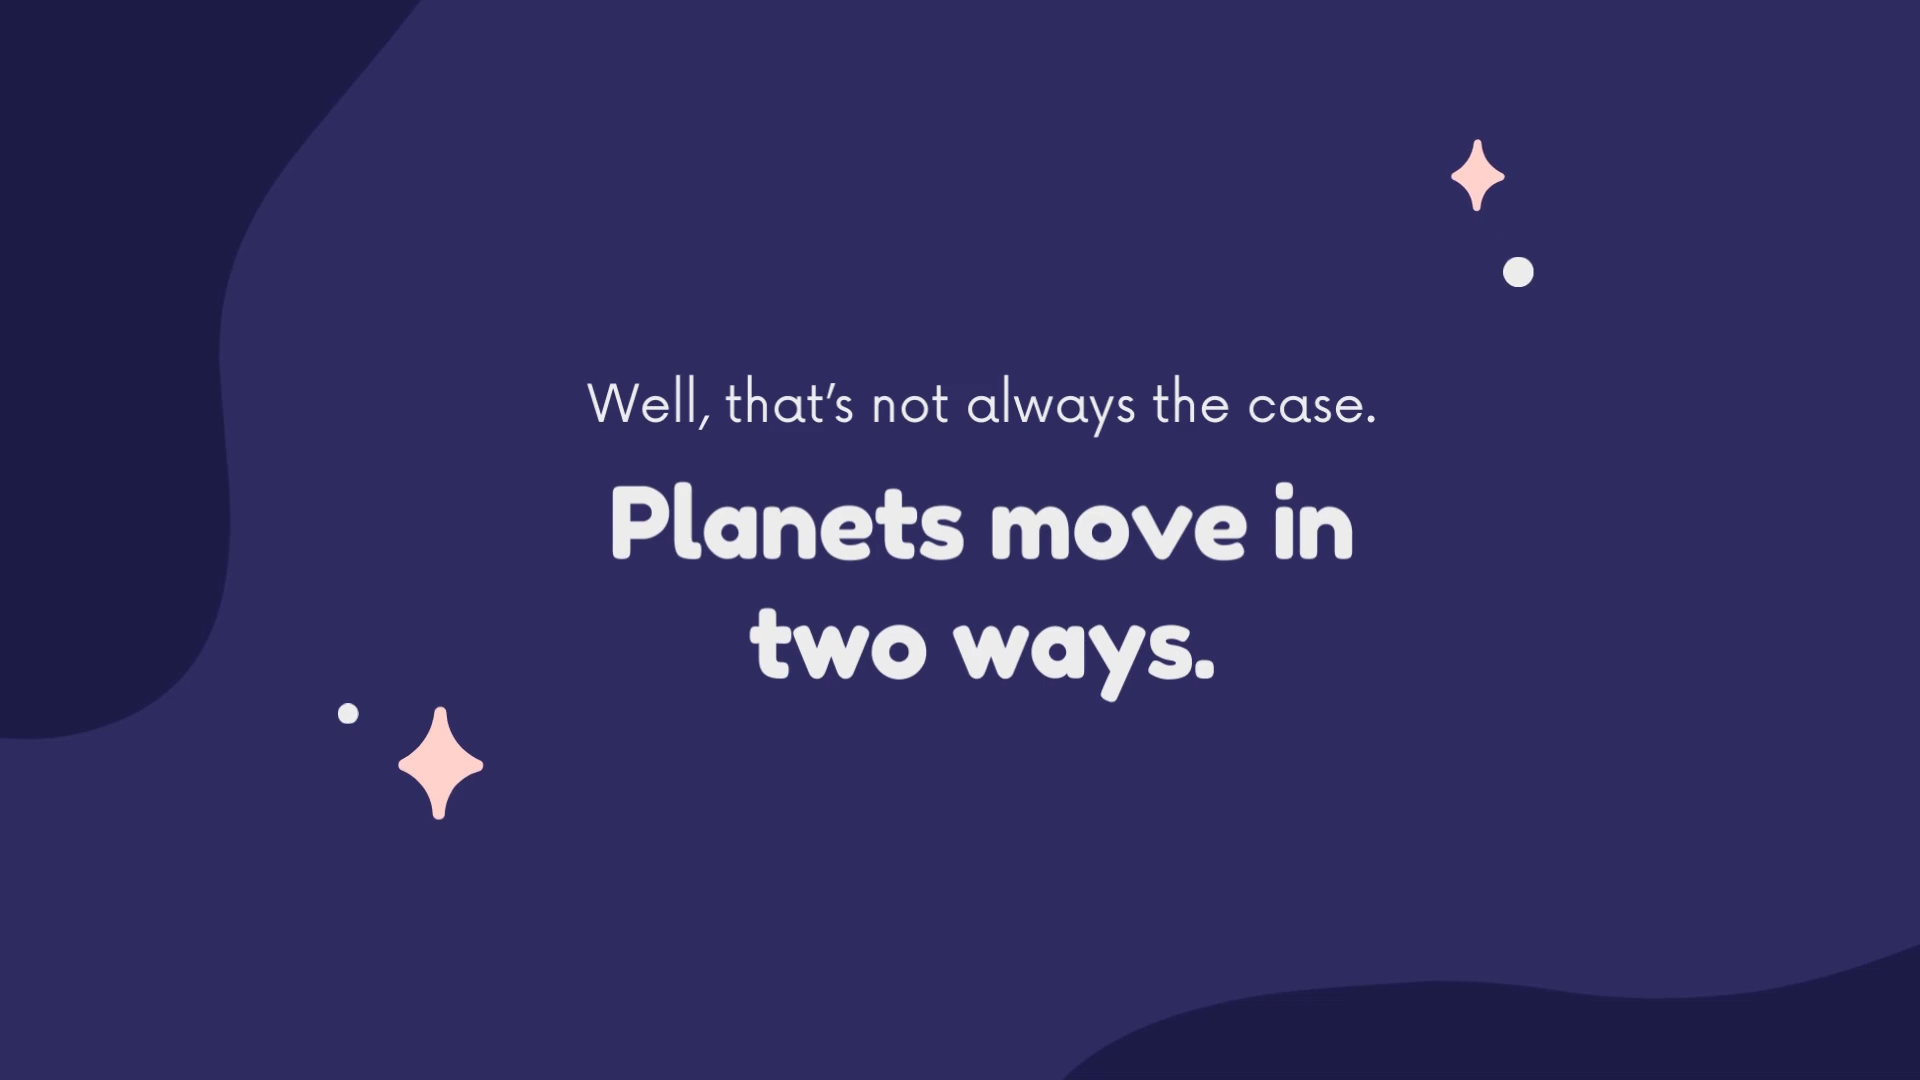 Well, that’s not always the case.
Planets move in
two ways.